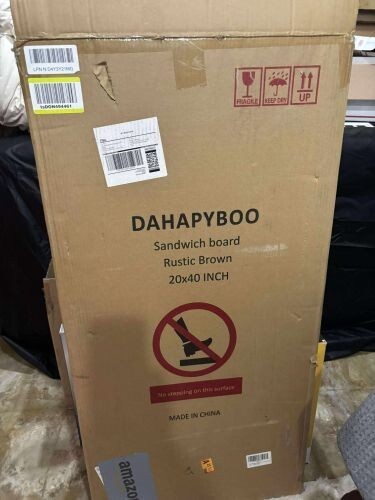 FRAGILE
KEEP DRY
UP
DAHAPYBOO
Sandwich board
Rustic Brown
20x40 INCH
No stepping on this surface
MADE IN CHINA
amazon